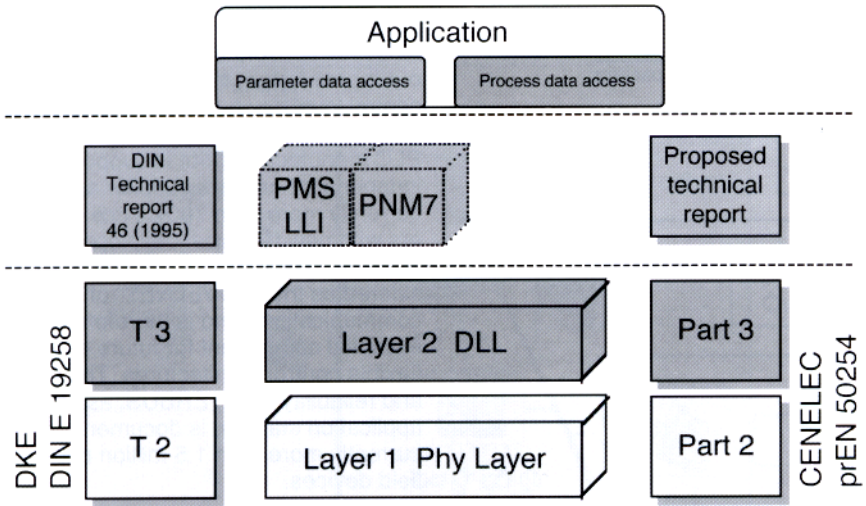 Application
Parameter data access
Process data access
DIN
Technical
report
46 (1995)
PMS
LLI
PNM7
Proposed
technical
report
DKE
DIN E 19258
T 3
Layer 2 DLL
Part 3
T 2
Layer 1 Phy Layer
Part 2
CENELEC
prEN 50254